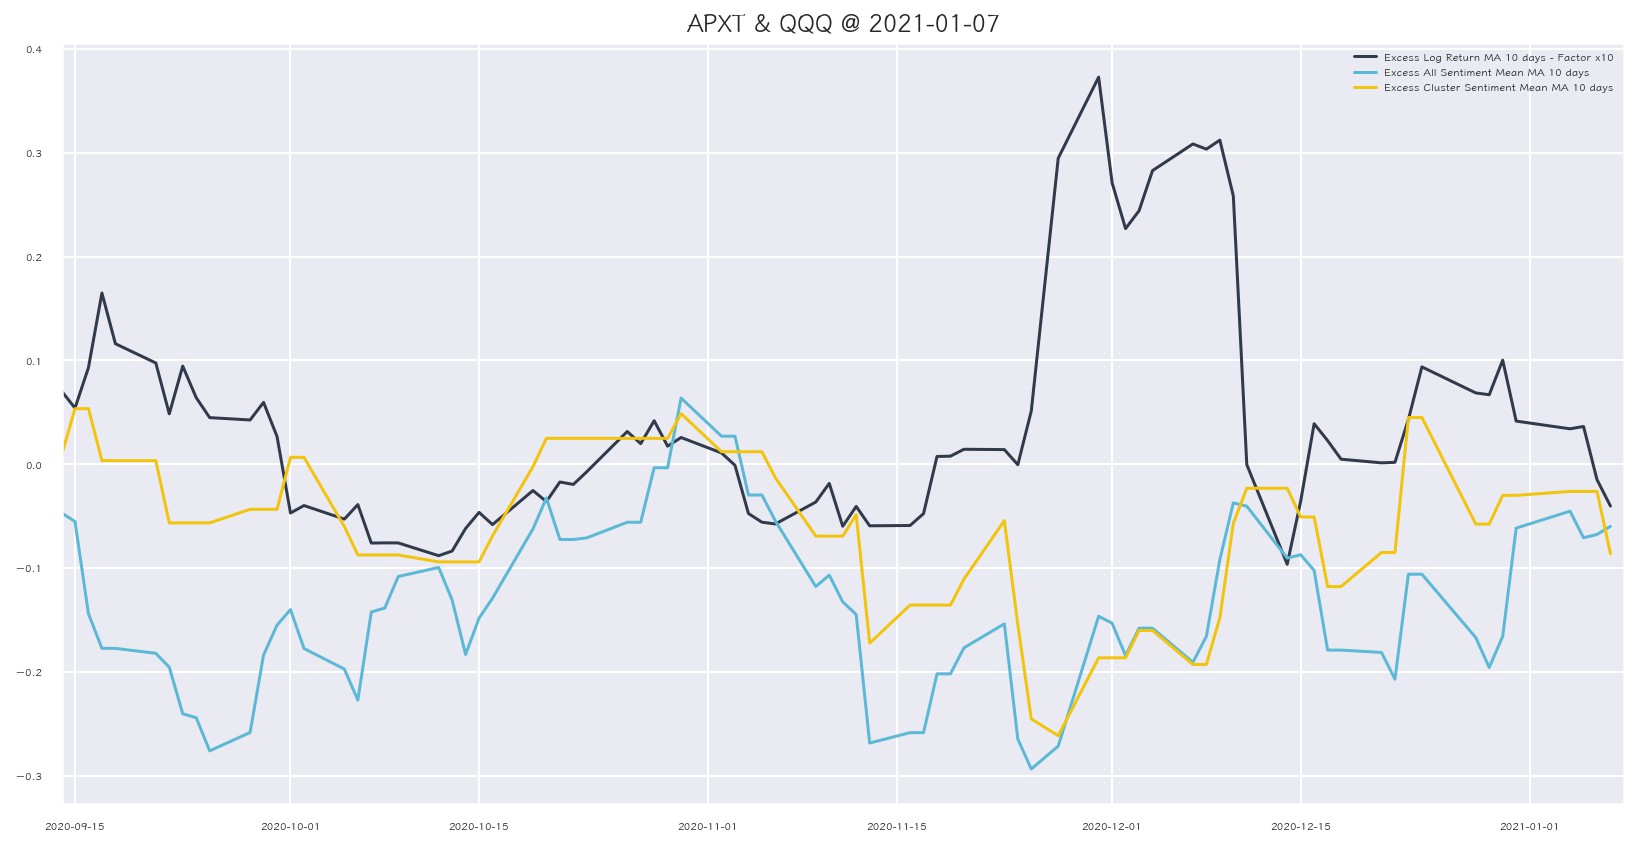 APXT & QQQ @ 2021-01-07
Excess Log Return MA 10 days - Factor x10
Excess All Sentiment Mean MA 10 days
Excess Cluster Sentiment Mean MA 10 days
0.4
0.3
0.2
0.1
0.0
−0.1
−0.2
−0.3
2020-09-15 2020-10-01 2020-10-15 2020-11-01 2020-11-15 2020-12-01 2020-12-15 2021-01-01